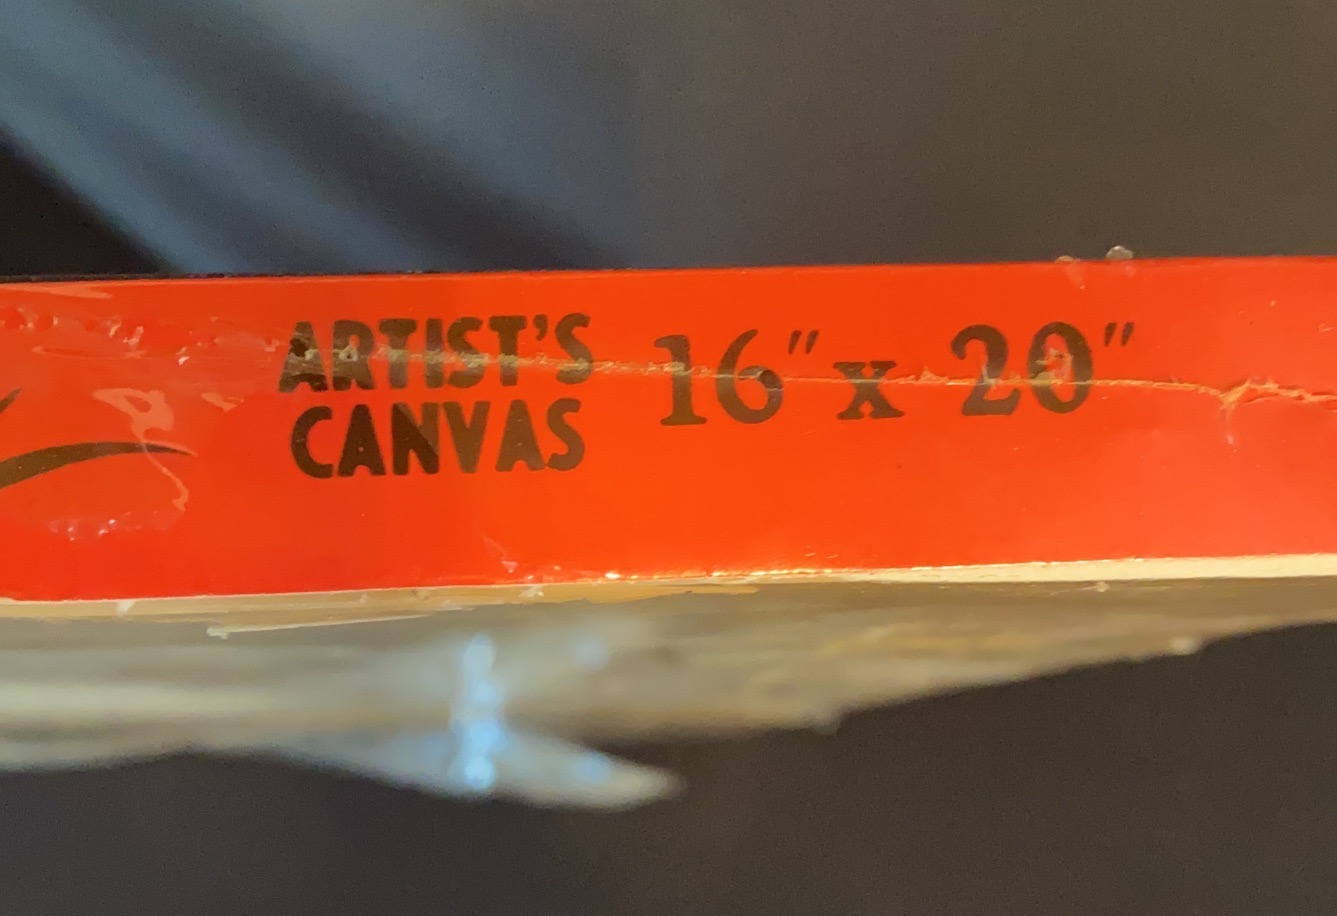 ARTIST'S
CANVAS
16" x 20"